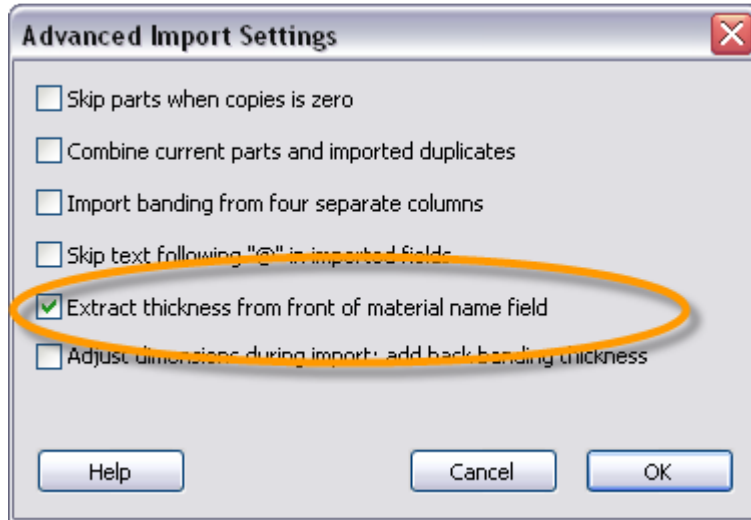 Advanced Import Settings
Skip parts when copies is zero
Combine current parts and imported duplicates
Import banding from four separate columns
Skip text following "@" in imported fields
Extract thickness from front of material name field
Adjust dimensions during import: add back banding thickness
Help Cancel OK